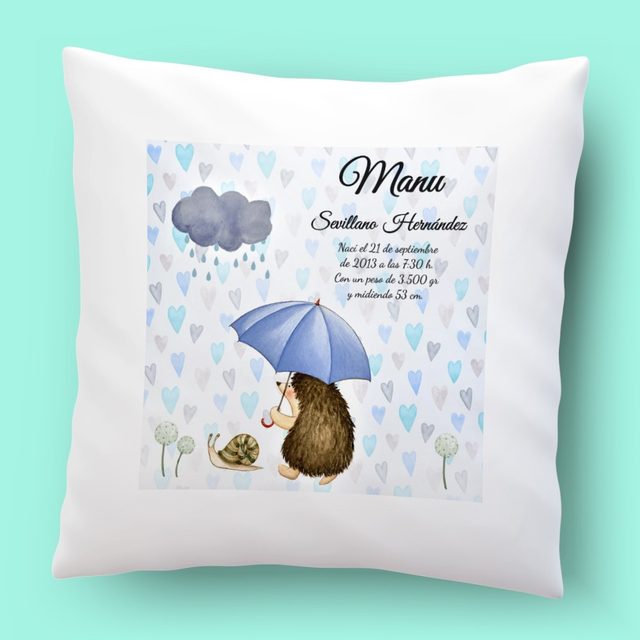 Manu
Sevillano Hernández
Nací el 21 de septiembre
de 2013 a las 7:30 h.
Con un peso de 3.500 gr
y midiendo 53 cm.